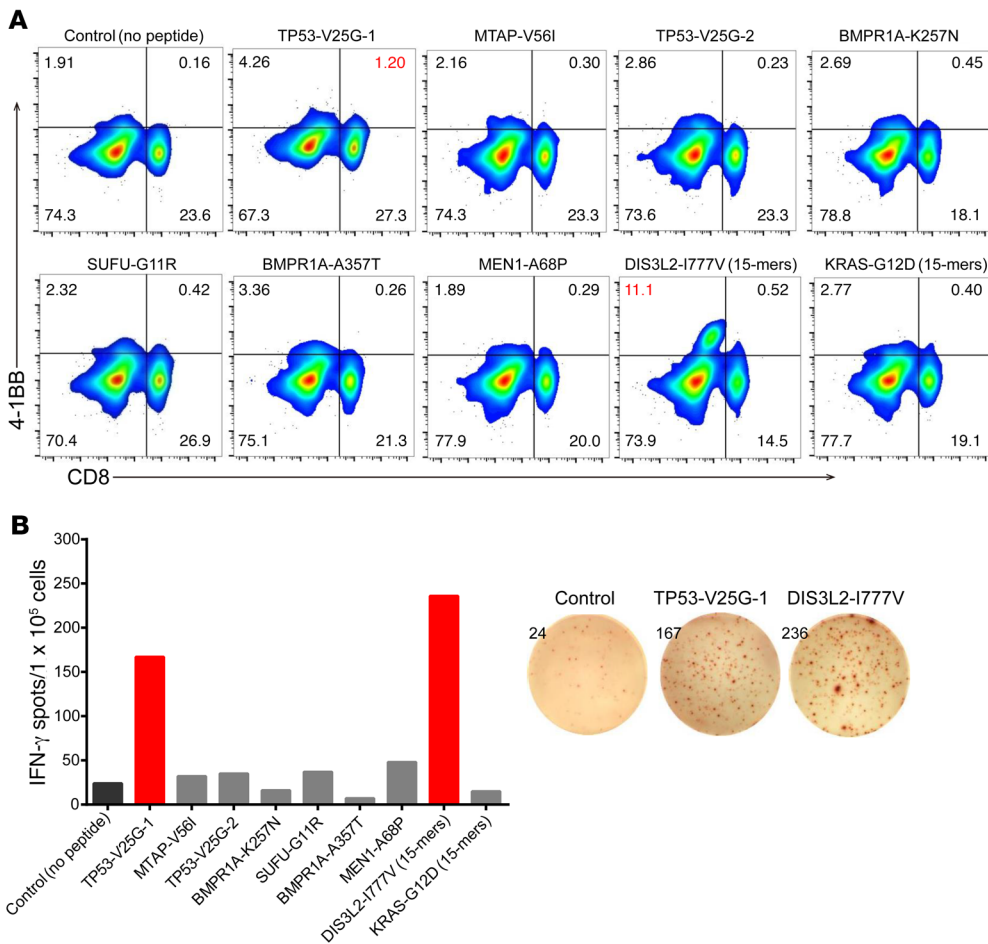 A
Control (no peptide) TP53-V25G-1 MTAP-V56I TP53-V25G-2 BMPR1A-K257N
1.91 0.16 4.26 1.20 2.16 0.30 2.86 0.23 2.69 0.45
74.3 23.6 67.3 27.3 74.3 23.3 73.6 23.3 78.8 18.1
SUFU-G11R BMPR1A-A357T MEN1-A68P DIS3L2-I777V (15-mers) KRAS-G12D (15-mers)
2.32 0.42 3.36 0.26 1.89 0.29 11.1 0.52 2.77 0.40
70.4 26.9 75.1 21.3 77.9 20.0 73.9 14.5 77.7 19.1
4-1BB
CD8
B
IFN-γ spots/1 x 10⁵ cells
300
250
200
150
100
50
0
Control (no peptide)
TP53-V25G-1
MTAP-V56I
TP53-V25G-2
BMPR1A-K257N
SUFU-G11R
BMPR1A-A357T
MEN1-A68P
DIS3L2-I777V (15-mers)
KRAS-G12D (15-mers)
Control TP53-V25G-1 DIS3L2-I777V
24 167 236